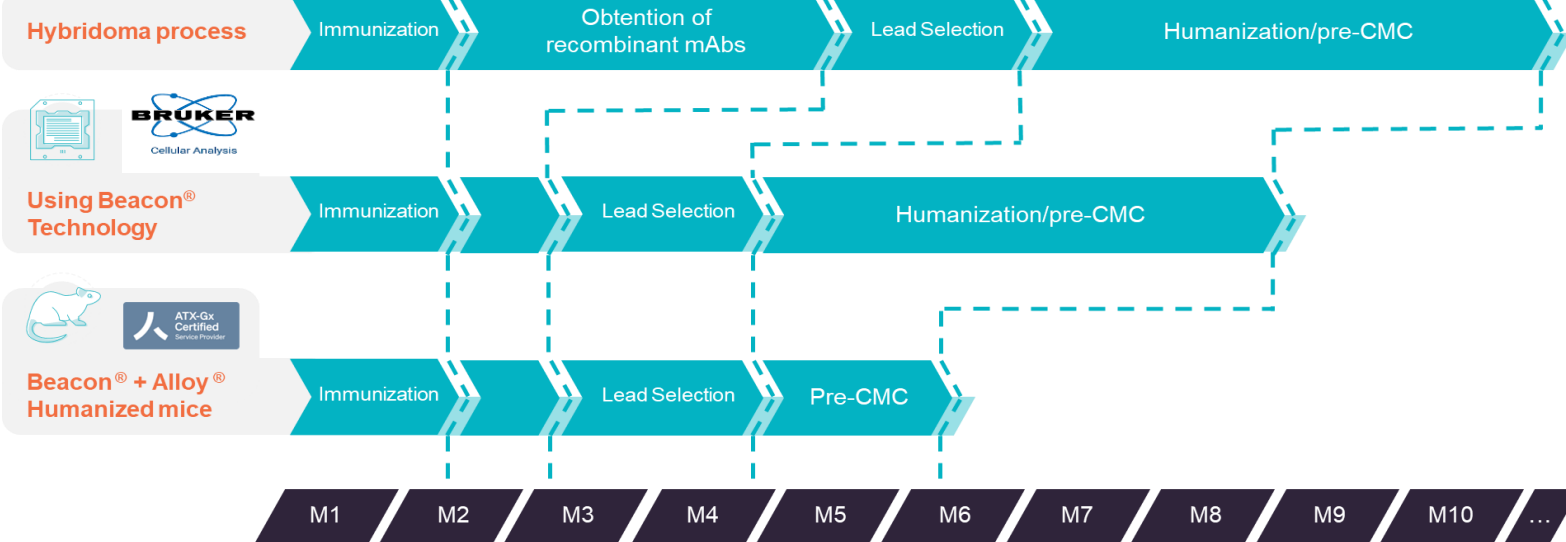 Hybridoma process
Immunization
Obtention of
recombinant mAbs
Lead Selection
Humanization/pre-CMC
BRUKER
Cellular Analysis
Using Beacon®
Technology
Immunization
Lead Selection
Humanization/pre-CMC
ATX-Gx
Certified
Service Provider
Beacon® + Alloy®
Humanized mice
Immunization
Lead Selection
Pre-CMC
M1
M2
M3
M4
M5
M6
M7
M8
M9
M10
...